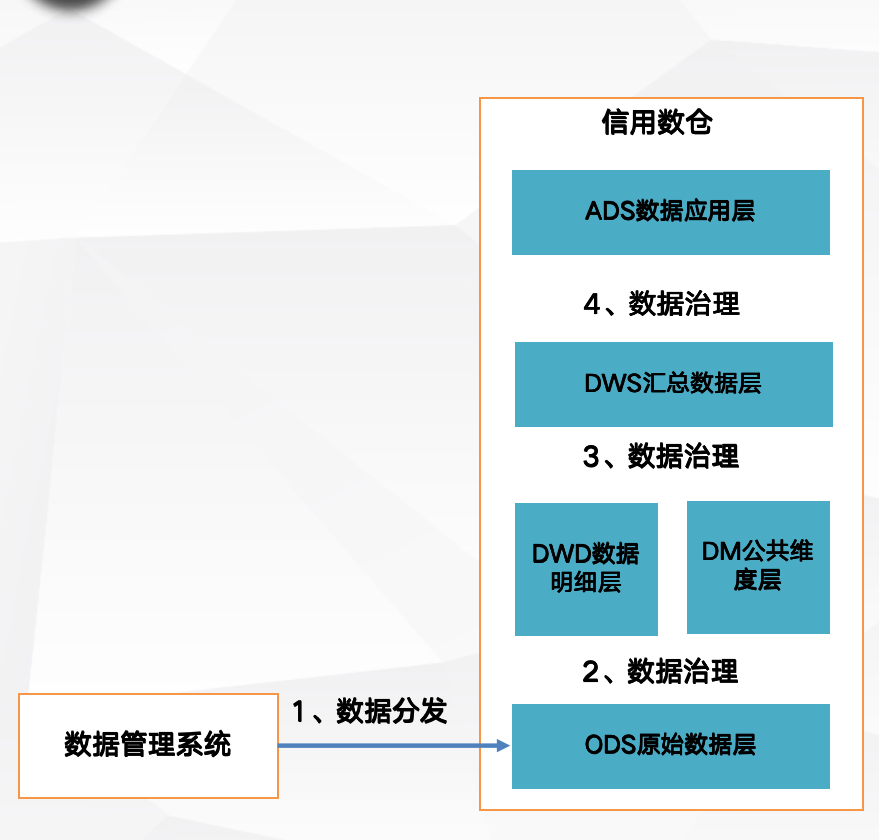 信用数仓
ADS数据应用层
4、数据治理
DWS汇总数据层
3、数据治理
DWD数据
明细层
DM公共维
度层
2、数据治理
1、数据分发
数据管理系统
ODS原始数据层